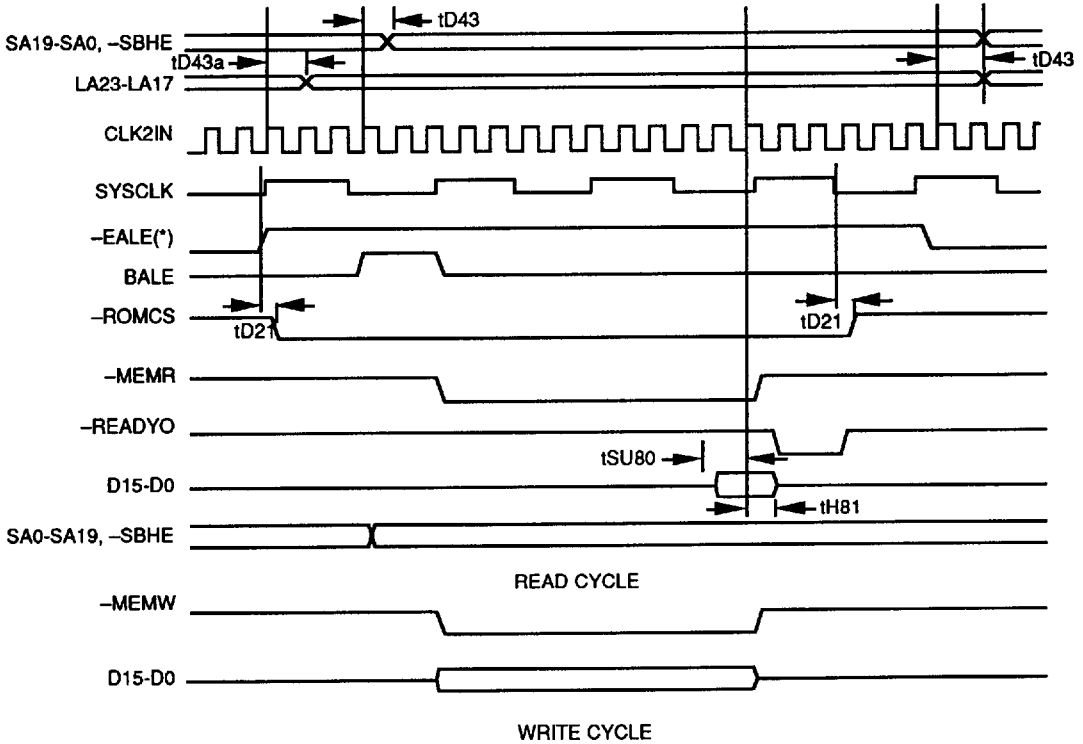 tD43
SA19-SA0, –SBHE
tD43a
tD43
LA23-LA17
CLK2IN
SYSCLK
–EALE(*)
BALE
–ROMCS
tD21
tD21
–MEMR
–READYO
tSU80
D15-D0
tH81
SA0-SA19, –SBHE
READ CYCLE
–MEMW
D15-D0
WRITE CYCLE